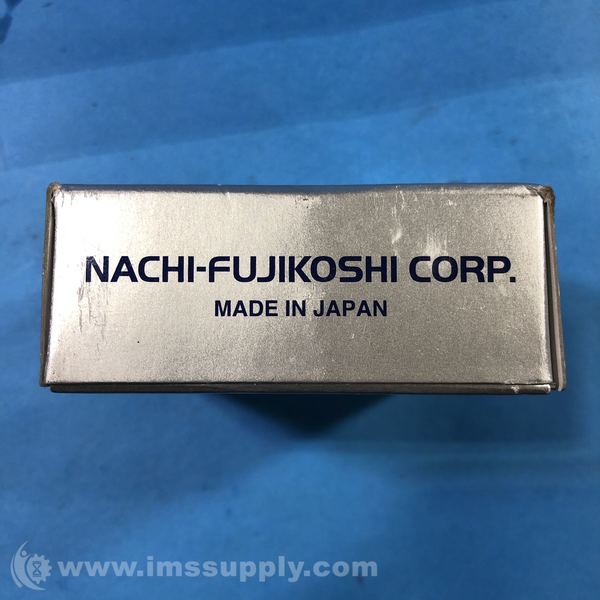 NACHI-FUJIKOSHI CORP.
MADE IN JAPAN
www.imssupply.com